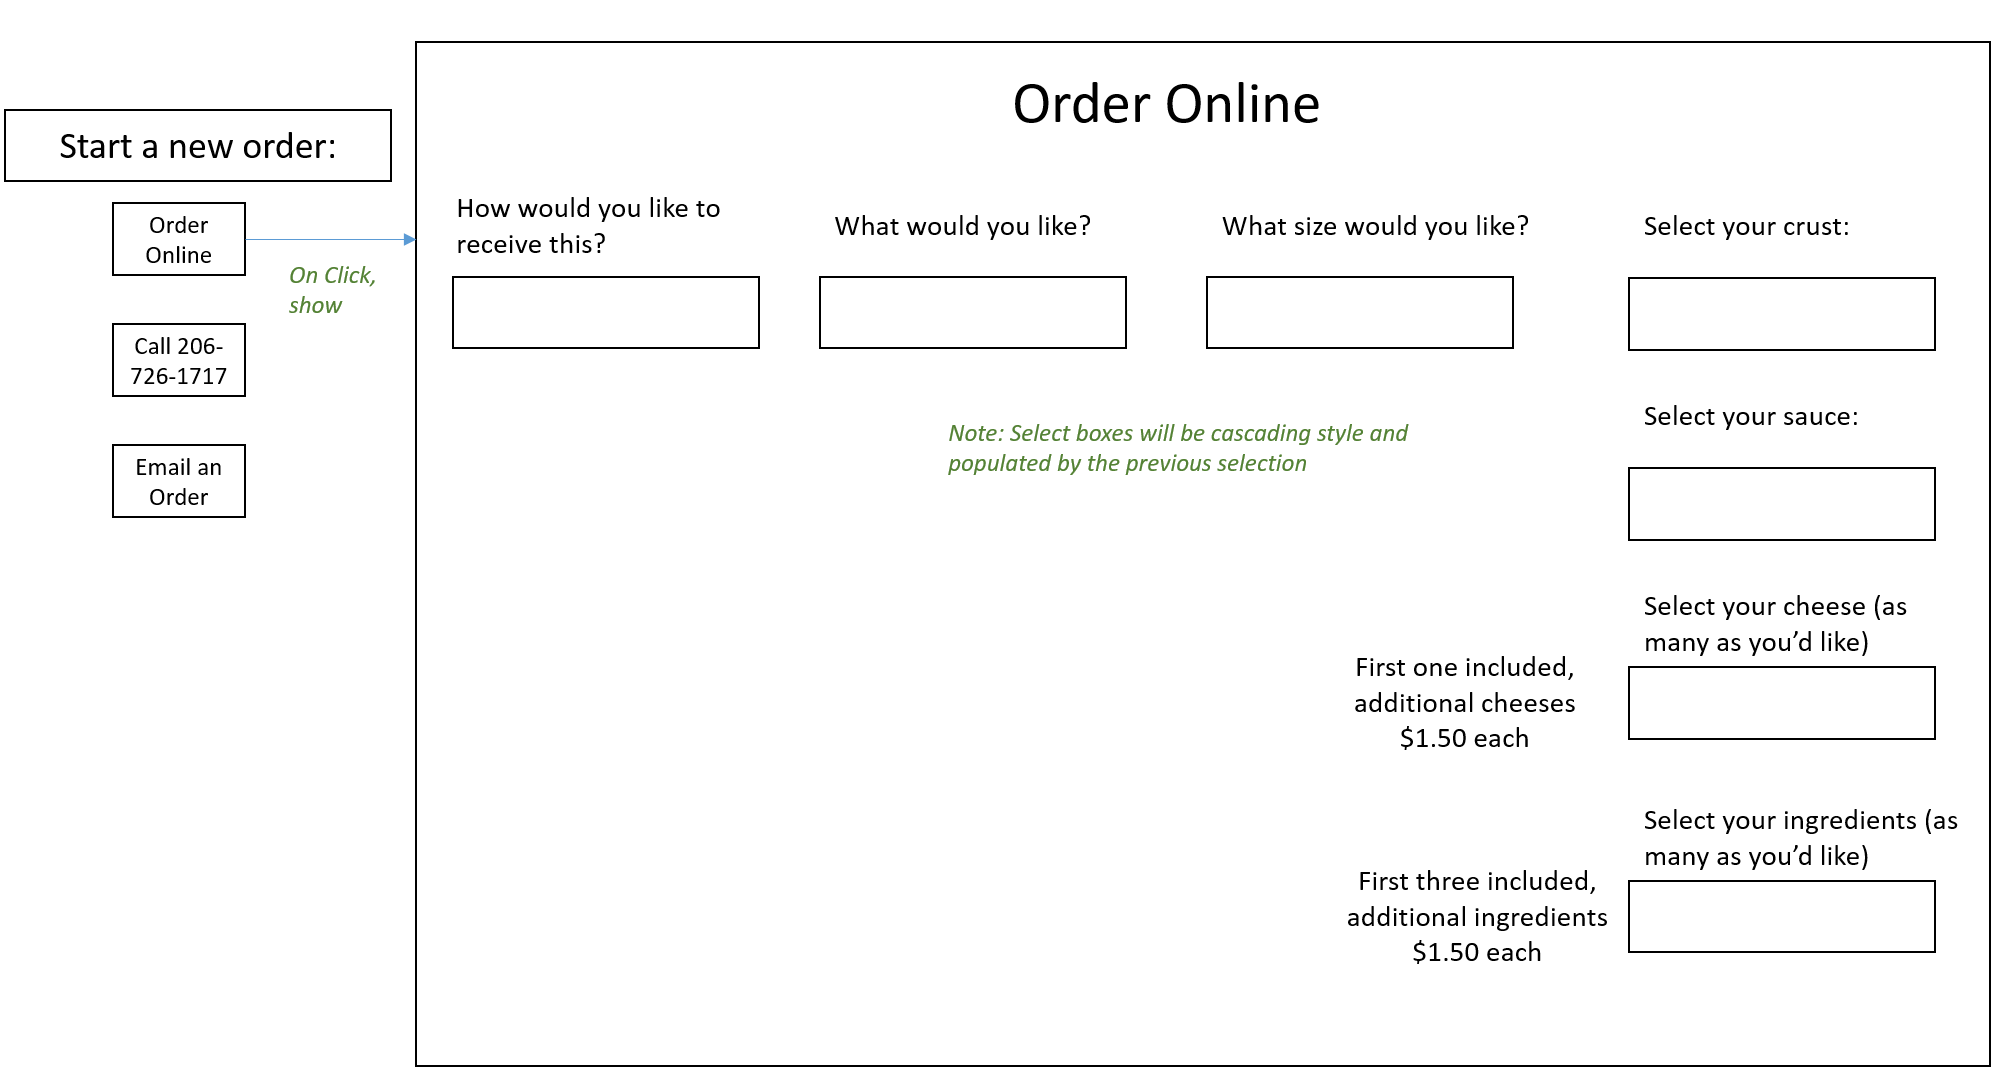 Order Online
Start a new order:
Order
Online
On Click,
show
Call 206-
726-1717
Email an
Order
How would you like to
receive this?
What would you like?
What size would you like?
Select your crust:
Note: Select boxes will be cascading style and
populated by the previous selection
Select your sauce:
Select your cheese (as
many as you’d like)
First one included,
additional cheeses
$1.50 each
Select your ingredients (as
many as you’d like)
First three included,
additional ingredients
$1.50 each